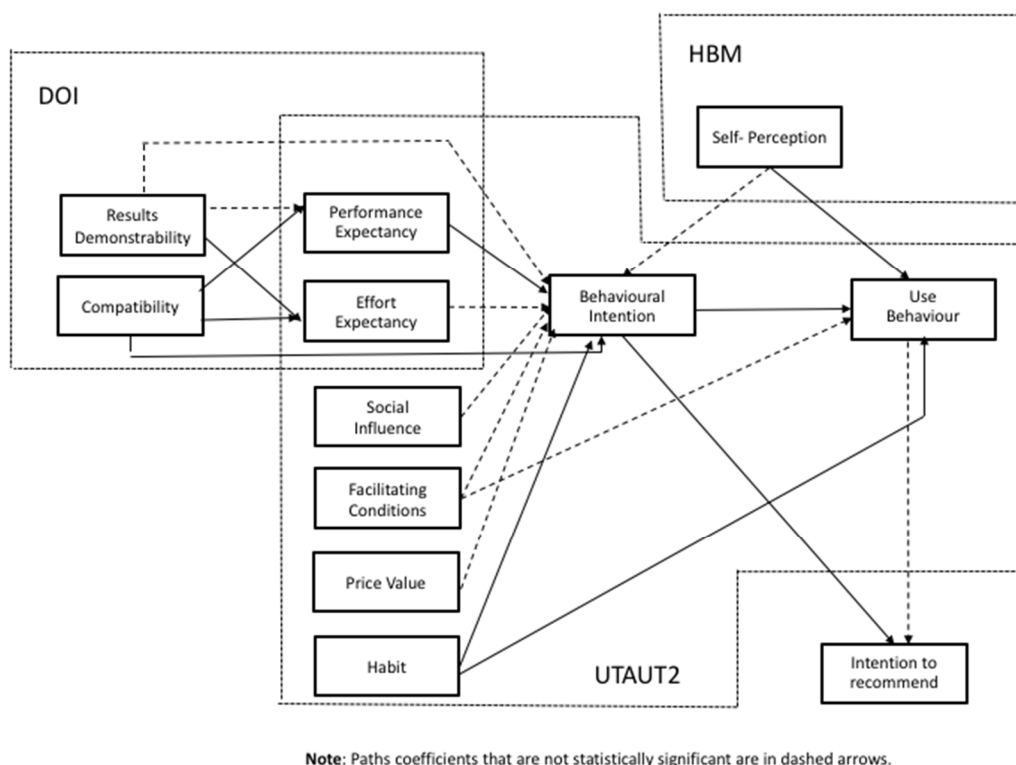 HBM
DOI
Self- Perception
Results
Demonstrability
Performance
Expectancy
Compatibility
Effort
Expectancy
Behavioural
Intention
Use
Behaviour
Social
Influence
Facilitating
Conditions
Price Value
Habit
UTAUT2
Intention to
recommend
Note: Paths coefficients that are not statistically significant are in dashed arrows.